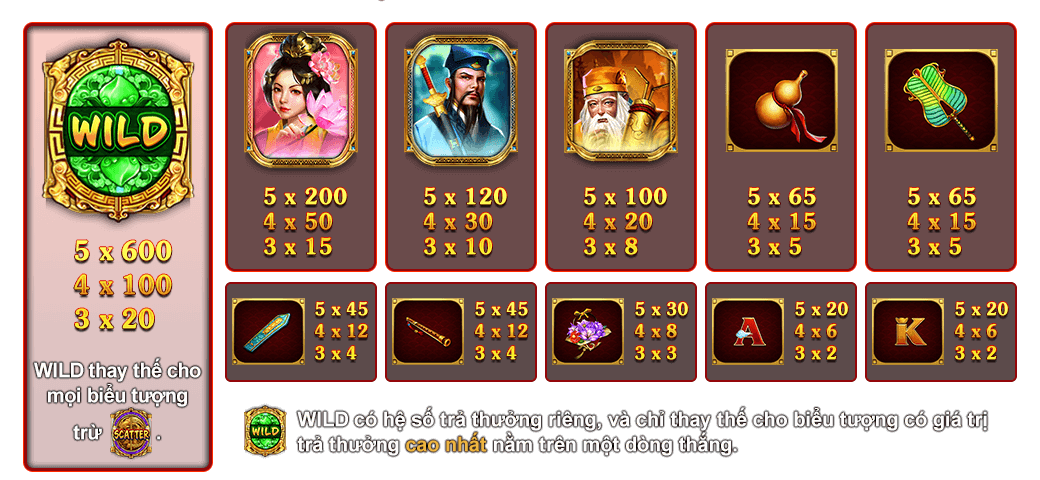 WILD
5 x 600
4 x 100
3 x 20
WILD thay thế cho
mọi biểu tượng
trừ SCATTER .
5 x 200
4 x 50
3 x 15
5 x 120
4 x 30
3 x 10
5 x 100
4 x 20
3 x 8
5 x 65
4 x 15
3 x 5
5 x 65
4 x 15
3 x 5
5 x 45
4 x 12
3 x 4
5 x 45
4 x 12
3 x 4
5 x 30
4 x 8
3 x 3
A
5 x 20
4 x 6
3 x 2
K
5 x 20
4 x 6
3 x 2
WILD
WILD có hệ số trả thưởng riêng, và chỉ thay thế cho biểu tượng có giá trị
trả thưởng cao nhất nằm trên một dòng thắng.